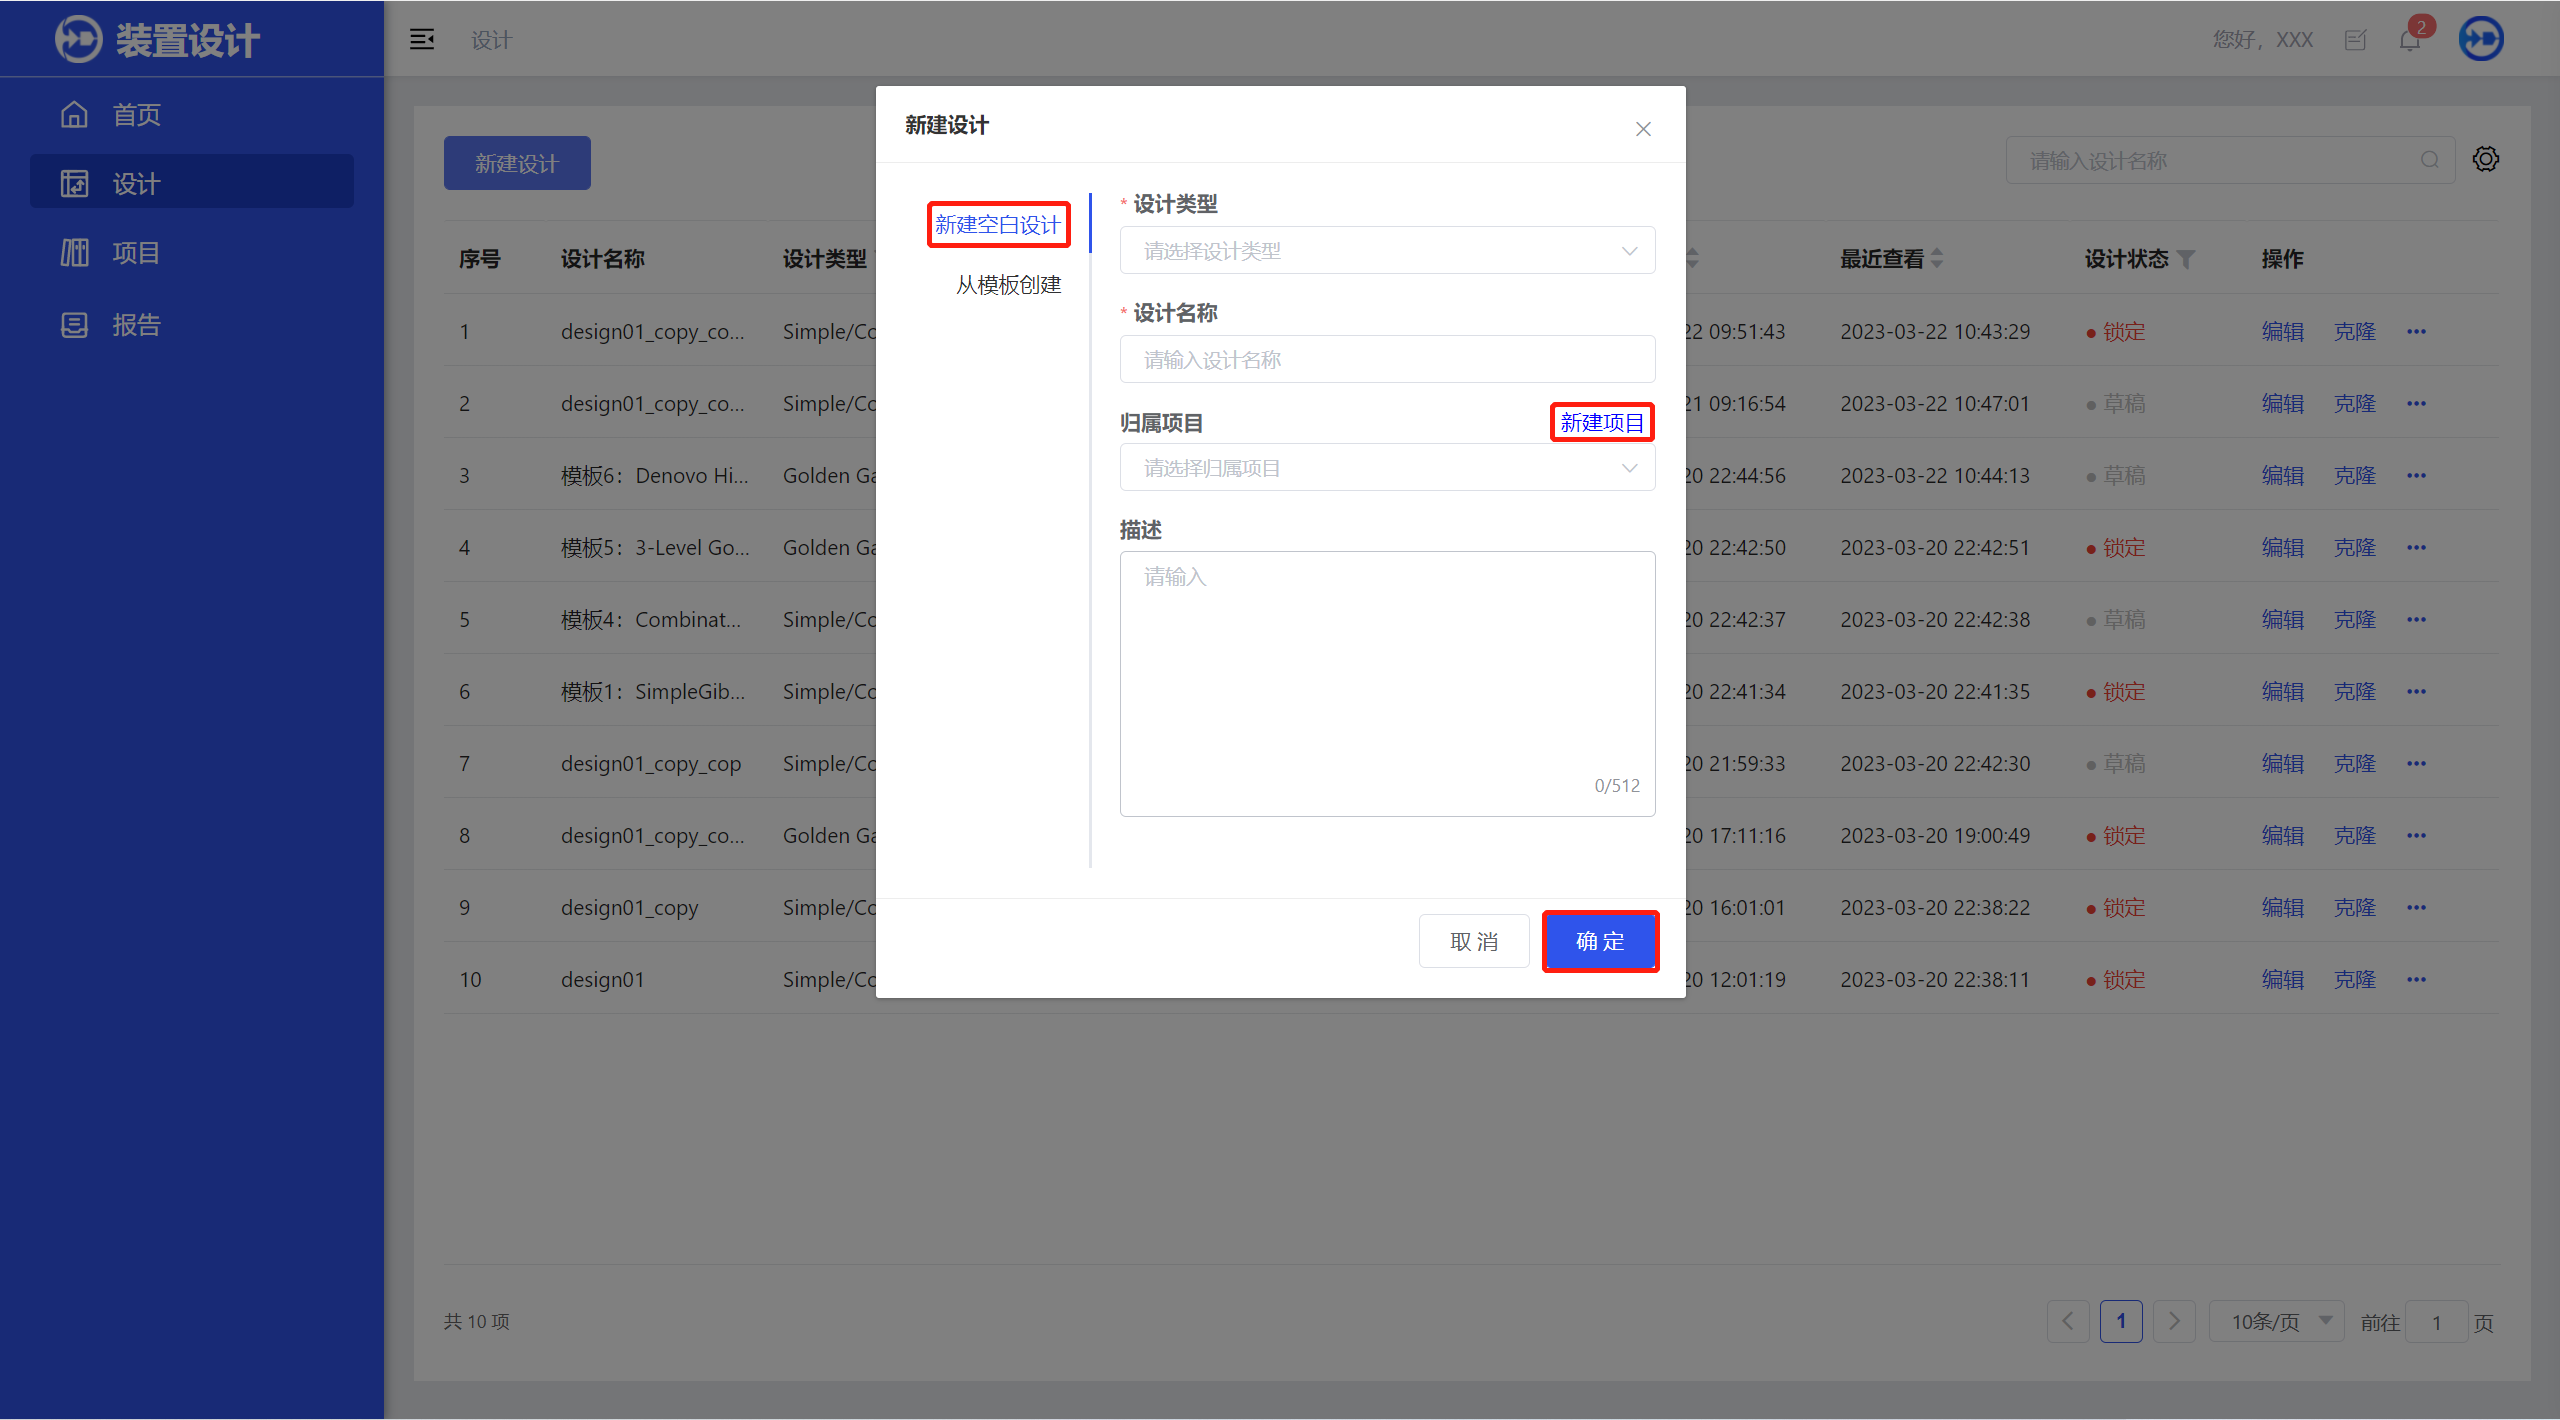 装置设计
设计
您好，XXX
2
首页
设计
项目
报告
新建设计
请输入设计名称
序号 设计名称 设计类型 最近查看 设计状态 操作
1 design01_copy_co... Simple/Co 22 09:51:43 2023-03-22 10:43:29 锁定 编辑 克隆 •••
2 design01_copy_co... Simple/Co 21 09:16:54 2023-03-22 10:47:01 草稿 编辑 克隆 •••
3 模板6：Denovo Hi... Golden Ga 20 22:44:56 2023-03-22 10:44:13 草稿 编辑 克隆 •••
4 模板5：3-Level Go... Golden Ga 20 22:42:50 2023-03-20 22:42:51 锁定 编辑 克隆 •••
5 模板4：Combinat... Simple/Co 20 22:42:37 2023-03-20 22:42:38 草稿 编辑 克隆 •••
6 模板1：SimpleGib... Simple/Co 20 22:41:34 2023-03-20 22:41:35 锁定 编辑 克隆 •••
7 design01_copy_cop Simple/Co 20 21:59:33 2023-03-20 22:42:30 草稿 编辑 克隆 •••
8 design01_copy_co... Golden Ga 20 17:11:16 2023-03-20 19:00:49 锁定 编辑 克隆 •••
9 design01_copy Simple/Co 20 16:01:01 2023-03-20 22:38:22 锁定 编辑 克隆 •••
10 design01 Simple/Co 20 12:01:19 2023-03-20 22:38:11 锁定 编辑 克隆 •••
共 10 项
1 10条/页 前往 1 页
新建设计
新建空白设计
从模板创建
* 设计类型
请选择设计类型
* 设计名称
请输入设计名称
归属项目 新建项目
请选择归属项目
描述
请输入
0/512
取 消 确 定